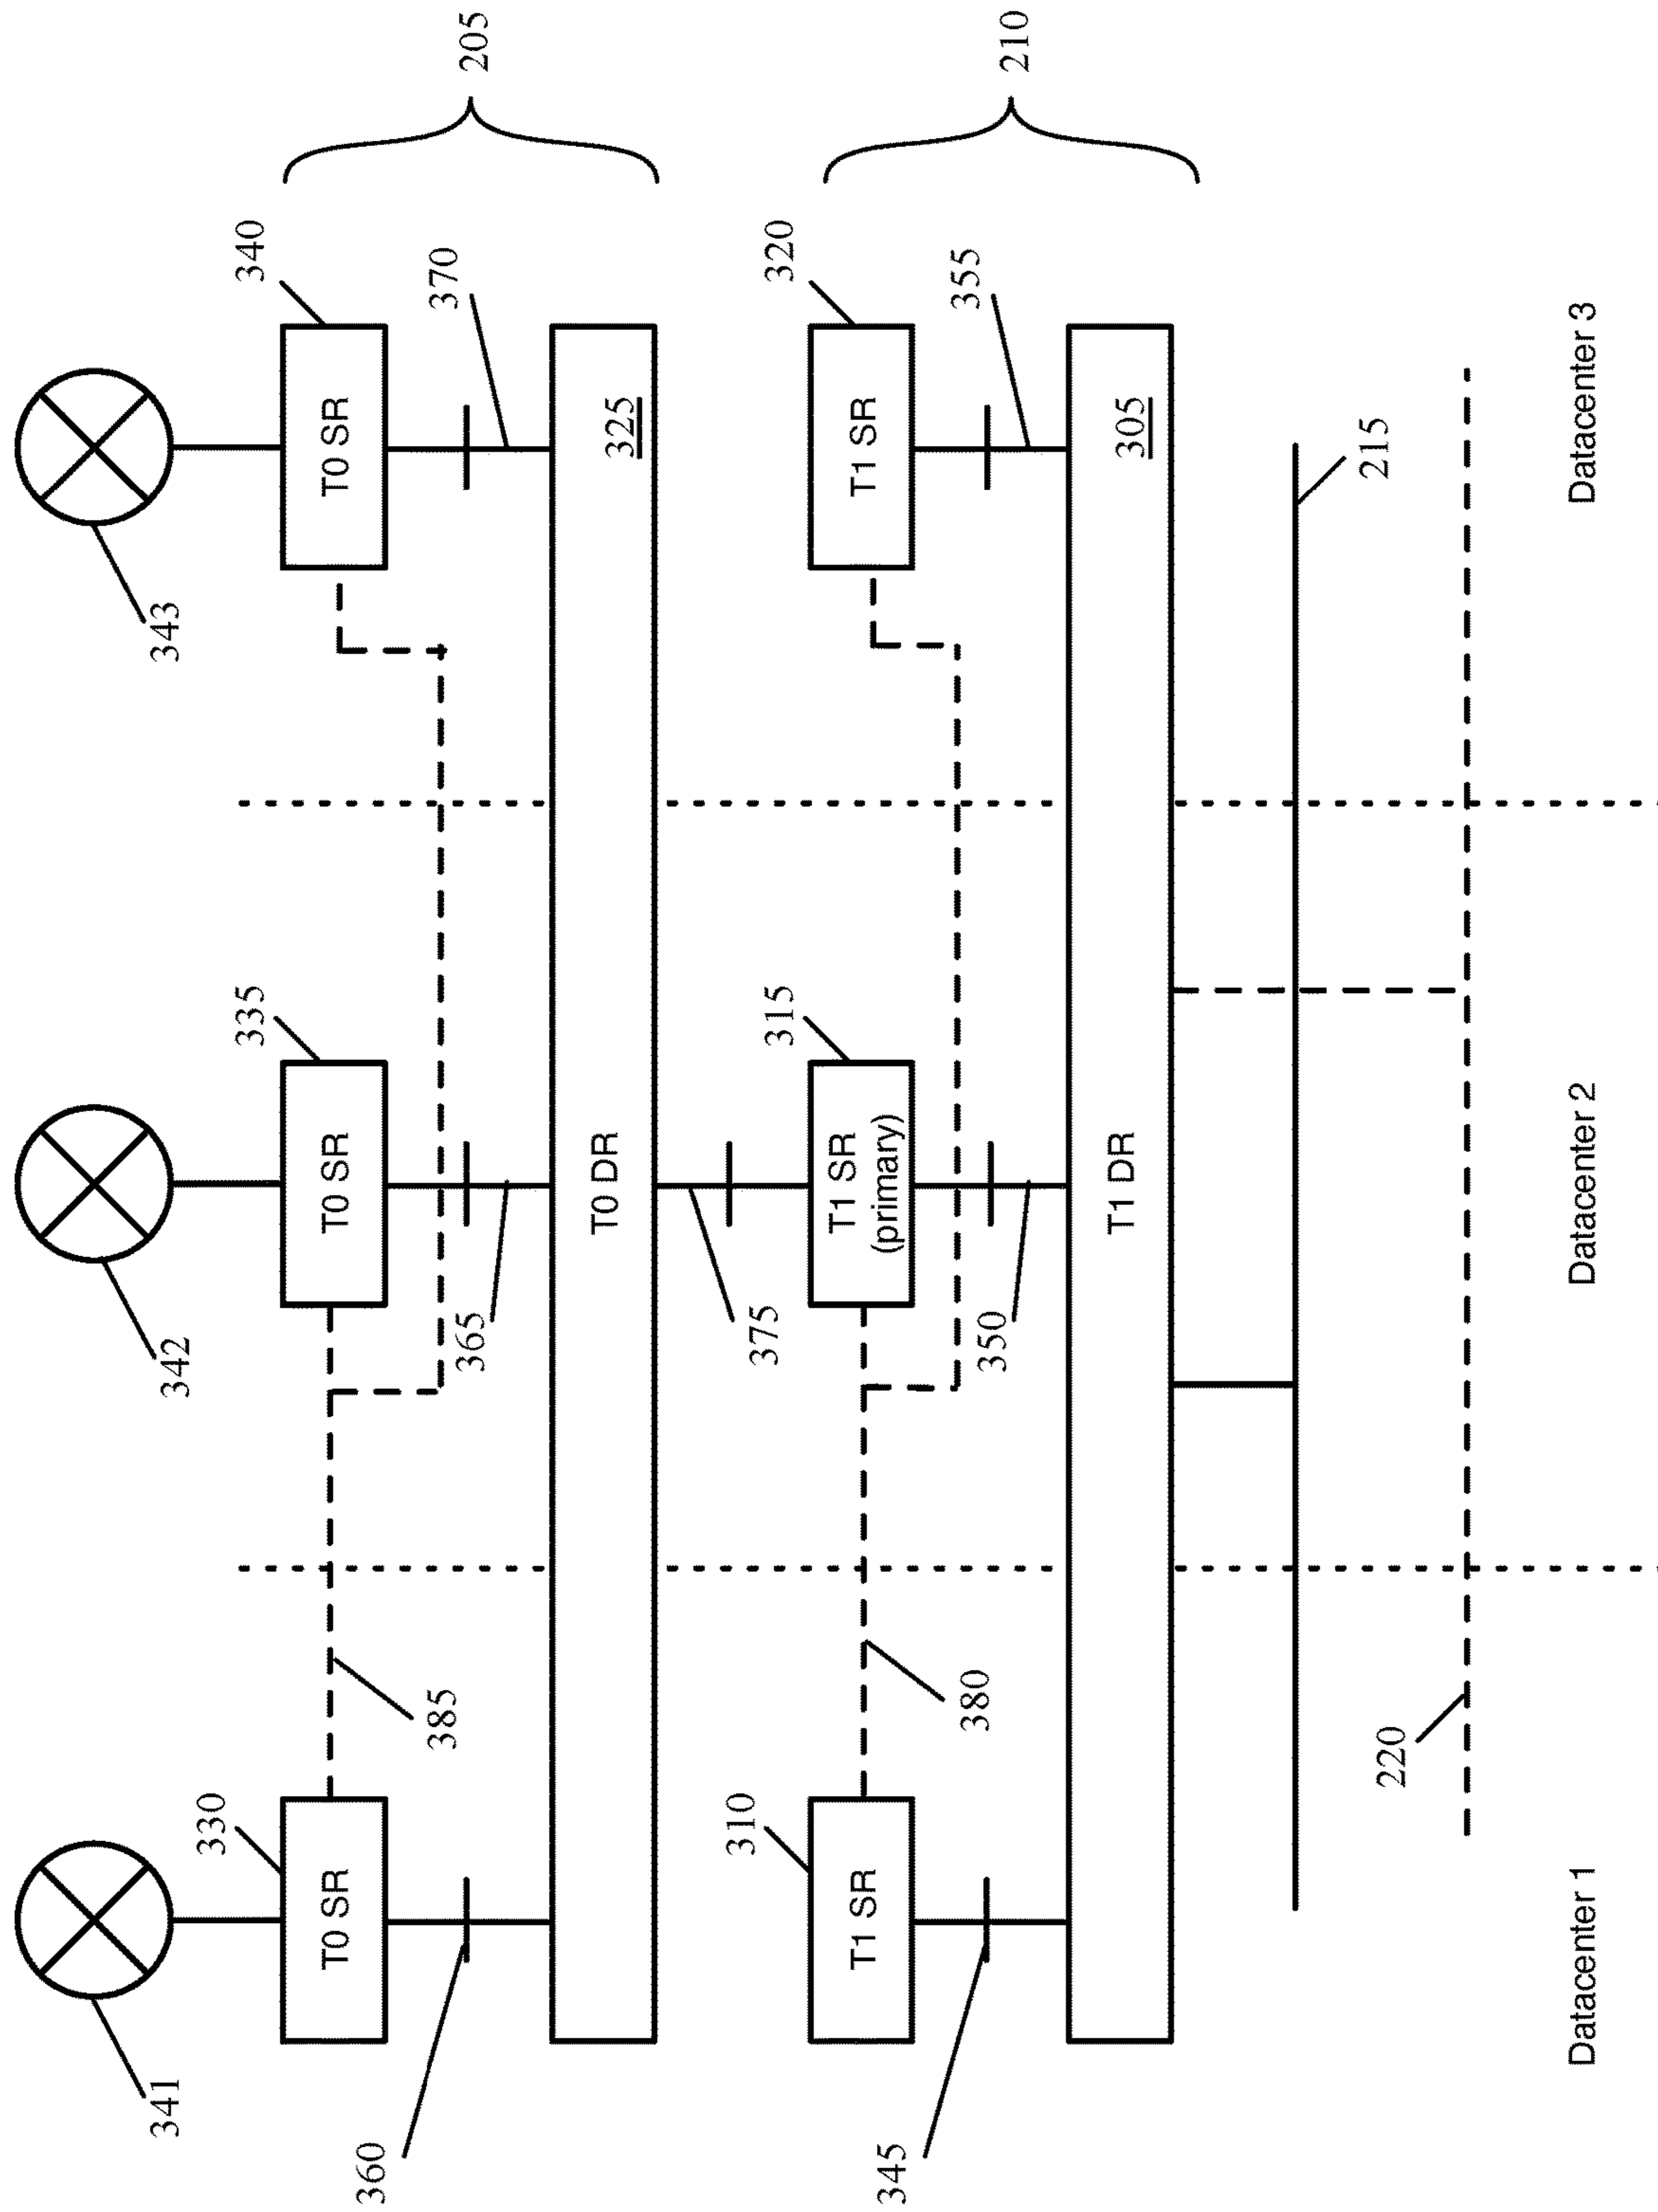 341
342
343
330
335
340
205
T0 SR
T0 SR
T0 SR
385
360
365
370
T0 DR
325
375
310
315
320
210
T1 SR
T1 SR
(primary)
T1 SR
380
345
350
355
T1 DR
305
215
220
Datacenter 1
Datacenter 2
Datacenter 3